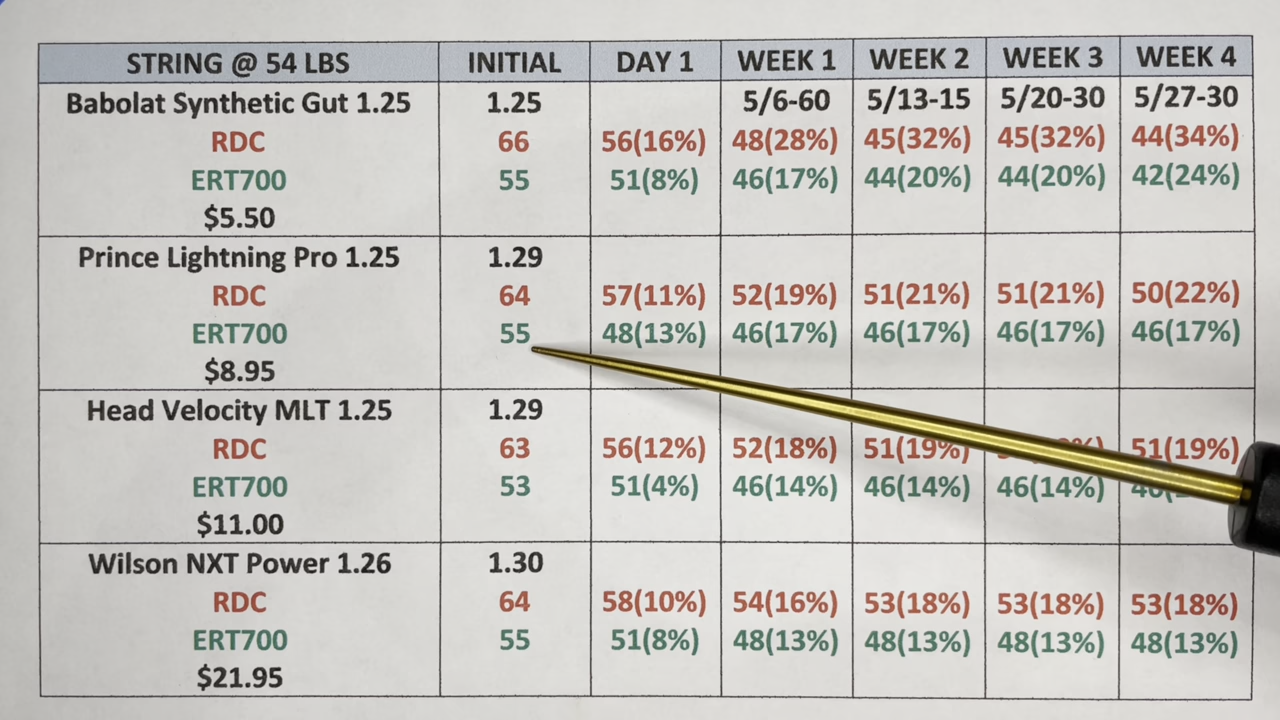 STRING @ 54 LBS INITIAL DAY 1 WEEK 1 WEEK 2 WEEK 3 WEEK 4
Babolat Synthetic Gut 1.25 1.25 5/6-60 5/13-15 5/20-30 5/27-30
RDC 66 56(16%) 48(28%) 45(32%) 45(32%) 44(34%)
ERT700 55 51(8%) 46(17%) 44(20%) 44(20%) 42(24%)
$5.50
Prince Lightning Pro 1.25 1.29
RDC 64 57(11%) 52(19%) 51(21%) 51(21%) 50(22%)
ERT700 55 48(13%) 46(17%) 46(17%) 46(17%) 46(17%)
$8.95
Head Velocity MLT 1.25 1.29
RDC 63 56(12%) 52(18%) 51(19%) 51(19%)
ERT700 53 51(4%) 46(14%) 46(14%) 46(14%)
$11.00
Wilson NXT Power 1.26 1.30
RDC 64 58(10%) 54(16%) 53(18%) 53(18%) 53(18%)
ERT700 55 51(8%) 48(13%) 48(13%) 48(13%) 48(13%)
$21.95